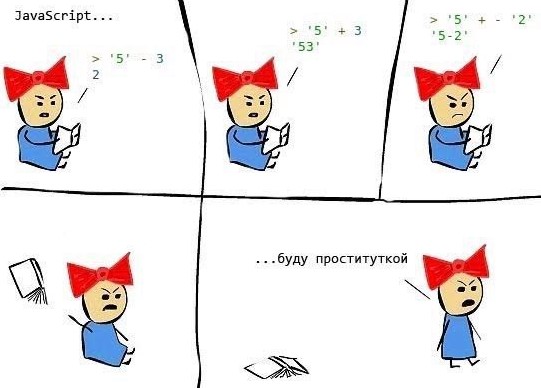 JavaScript...
> '5' - 3
2
> '5' + 3
'53'
> '5' + - '2'
'5-2'
...буду проституткой